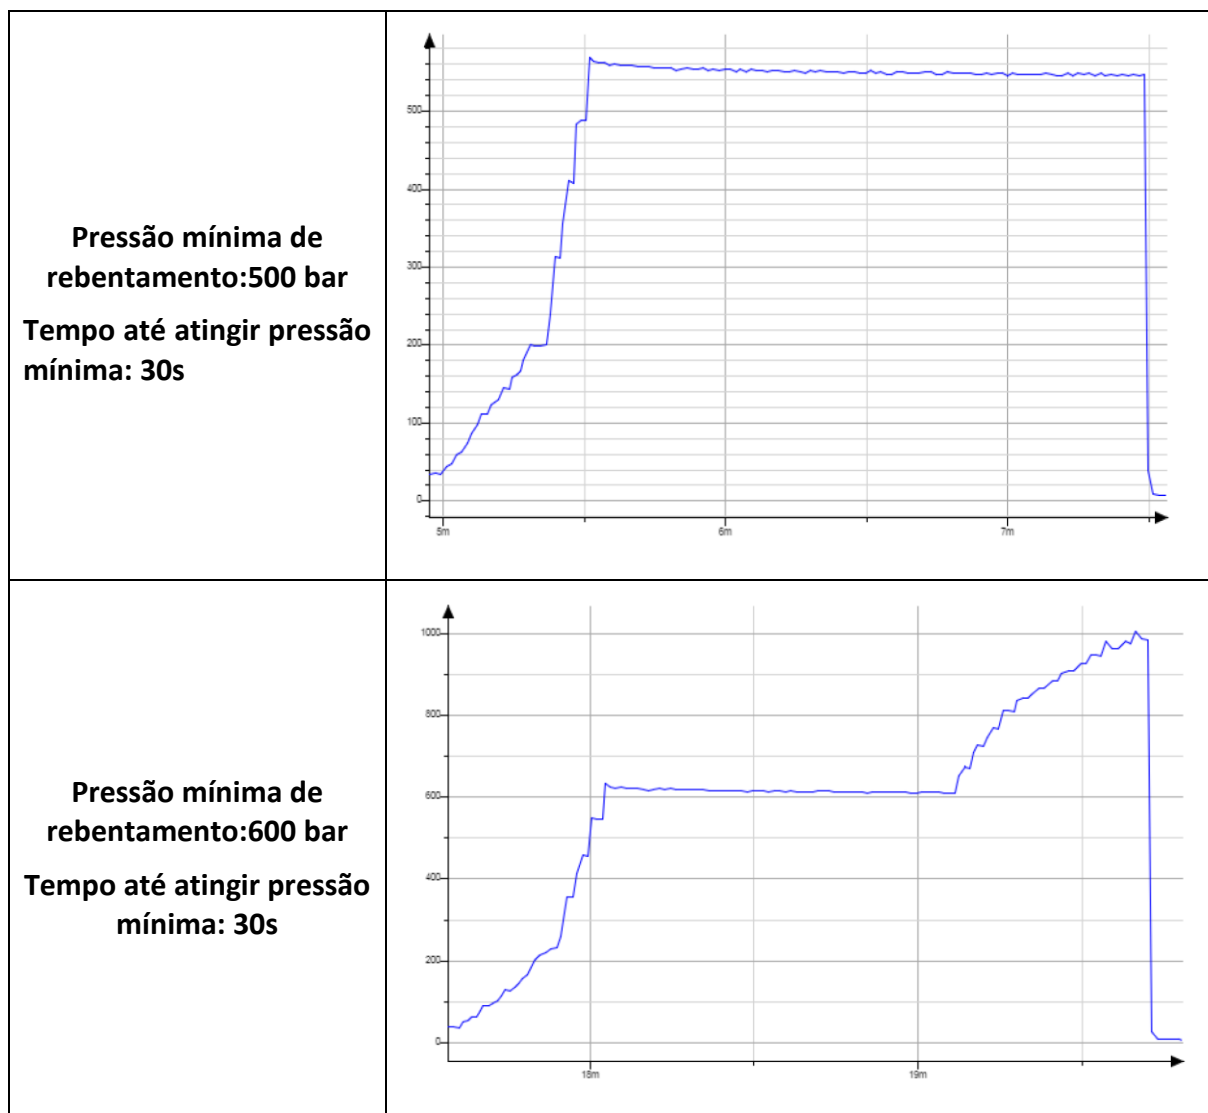 Pressão mínima de
rebentamento:500 bar
Tempo até atingir pressão
mínima: 30s
500
400
300
200
100
0
5m
6m
7m
Pressão mínima de
rebentamento:600 bar
Tempo até atingir pressão
mínima: 30s
1000
800
600
400
200
0
18m
19m